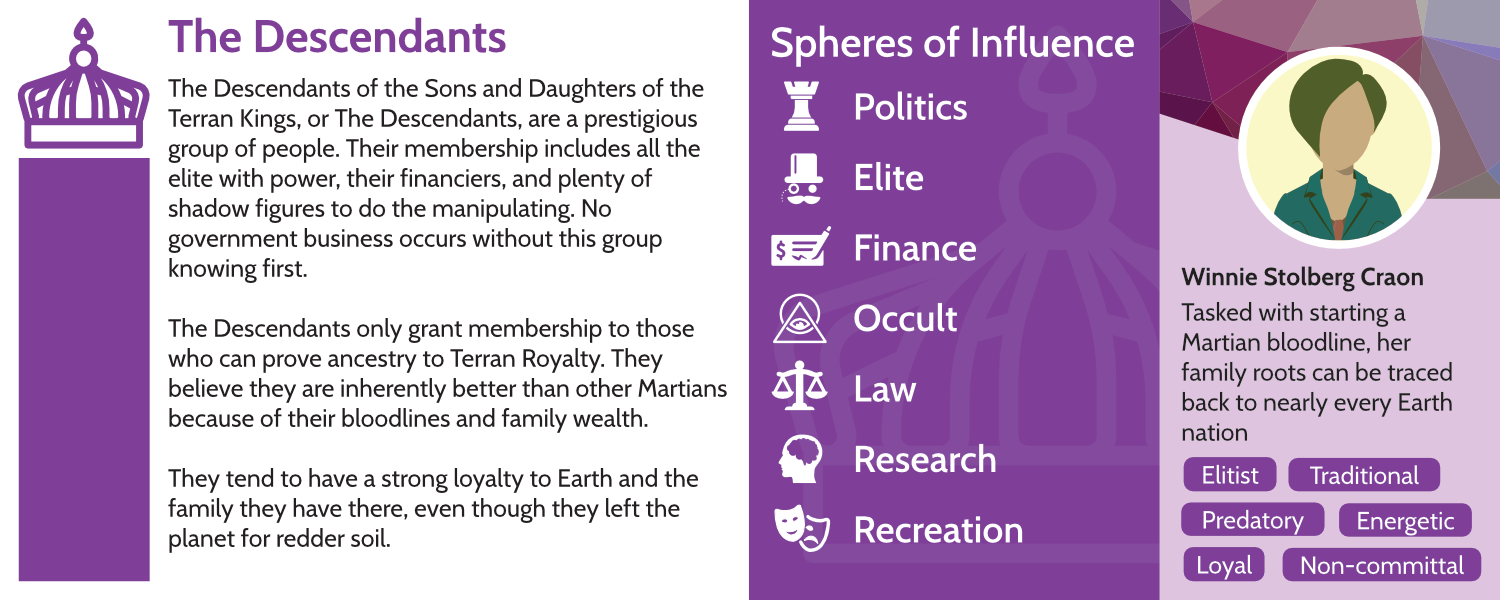 The Descendants
The Descendants of the Sons and Daughters of the
Terran Kings, or The Descendants, are a prestigious
group of people. Their membership includes all the
elite with power, their financiers, and plenty of
shadow figures to do the manipulating. No
government business occurs without this group
knowing first.
The Descendants only grant membership to those
who can prove ancestry to Terran Royalty. They
believe they are inherently better than other Martians
because of their bloodlines and family wealth.
They tend to have a strong loyalty to Earth and the
family they have there, even though they left the
planet for redder soil.
Spheres of Influence
Politics
Elite
$
Finance
Occult
Law
Research
Recreation
Winnie Stolberg Craon
Tasked with starting a
Martian bloodline, her
family roots can be traced
back to nearly every Earth
nation
Elitist Traditional
Predatory Energetic
Loyal Non-committal